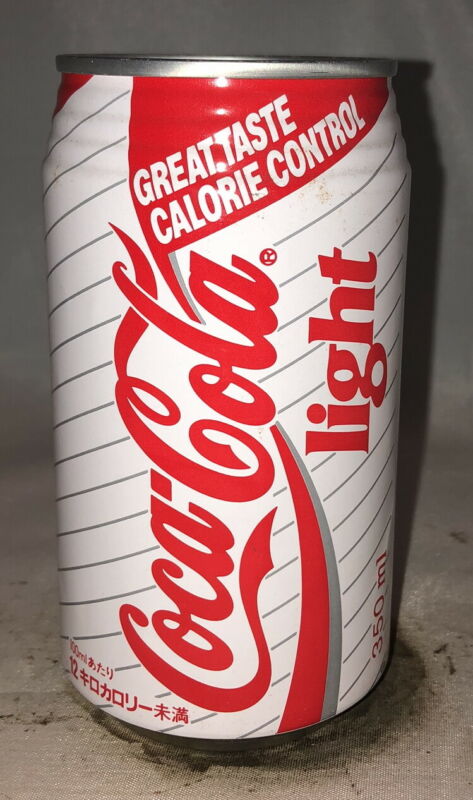 GREAT TASTE
CALORIE CONTROL
Coca-Cola®
light
350 ml
100mlあたり
12キロカロリー未満